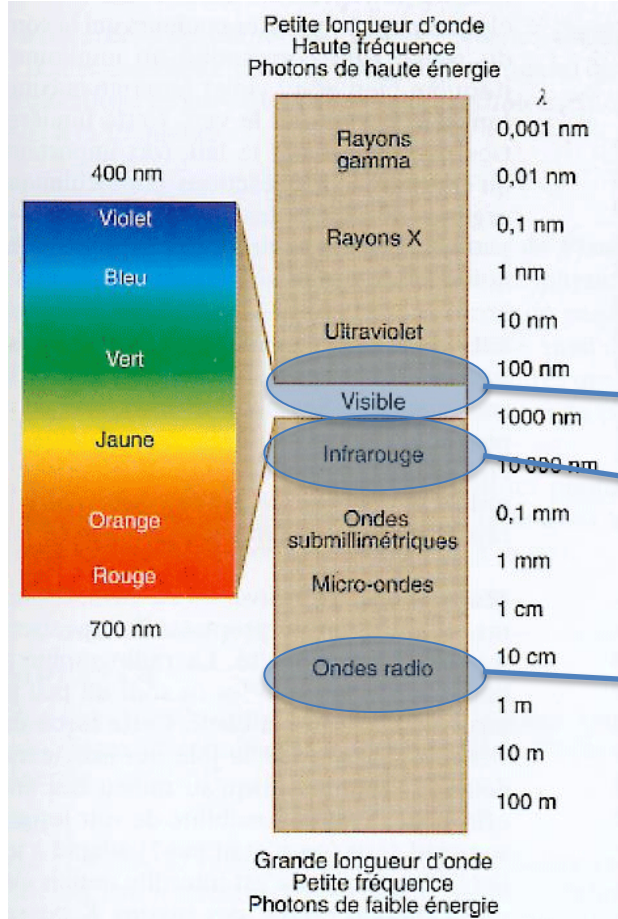 Petite longueur d'onde
Haute fréquence
Photons de haute énergie
400 nm
Violet
Bleu
Vert
Jaune
Orange
Rouge
700 nm
Rayons
gamma
Rayons X
Ultraviolet
Visible
Infrarouge
Ondes
submillimétriques
Micro-ondes
Ondes radio
λ
0,001 nm
0,01 nm
0,1 nm
1 nm
10 nm
100 nm
1000 nm
10 000 nm
0,1 mm
1 mm
1 cm
10 cm
1 m
10 m
100 m
Grande longueur d'onde
Petite fréquence
Photons de faible énergie